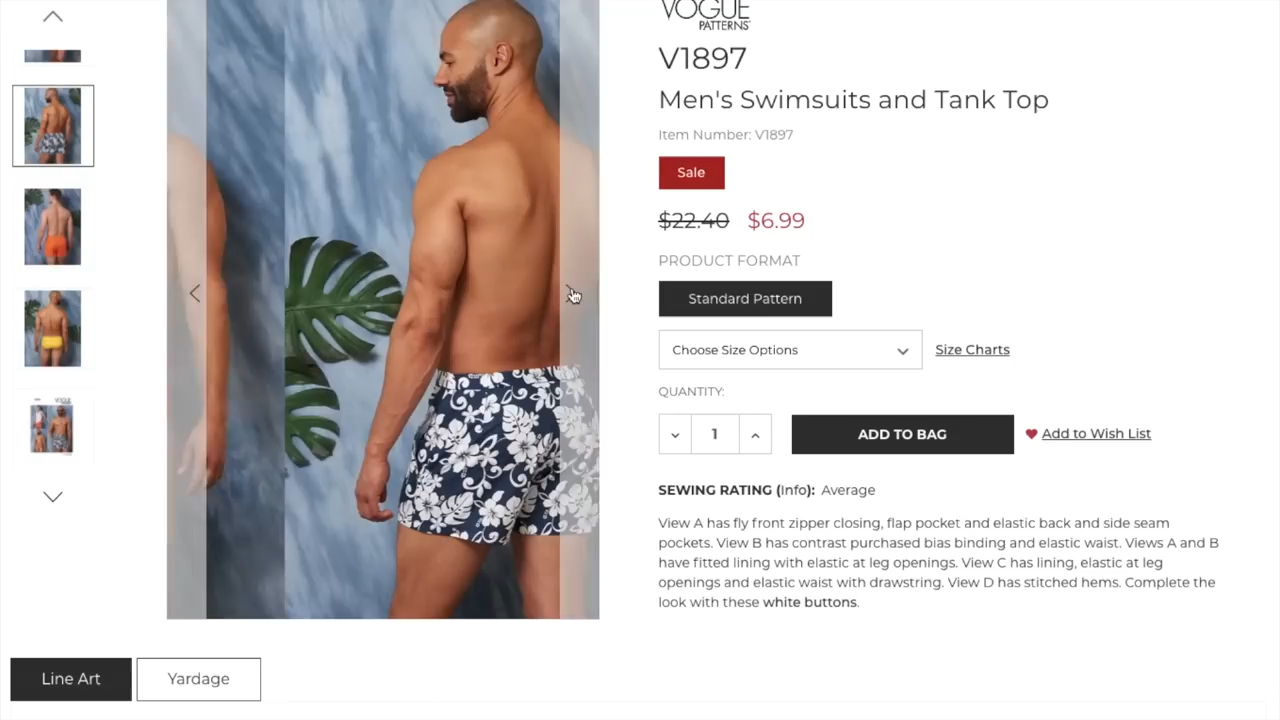 VOGUE
PATTERNS
V1897
Men's Swimsuits and Tank Top
Item Number: V1897
Sale
$22.40 $6.99
PRODUCT FORMAT
Standard Pattern
Choose Size Options
Size Charts
QUANTITY:
1
ADD TO BAG
Add to Wish List
SEWING RATING (Info): Average
View A has fly front zipper closing, flap pocket and elastic back and side seam
pockets. View B has contrast purchased bias binding and elastic waist. Views A and B
have fitted lining with elastic at leg openings. View C has lining, elastic at leg
openings and elastic waist with drawstring. View D has stitched hems. Complete the
look with these white buttons.
Line Art
Yardage